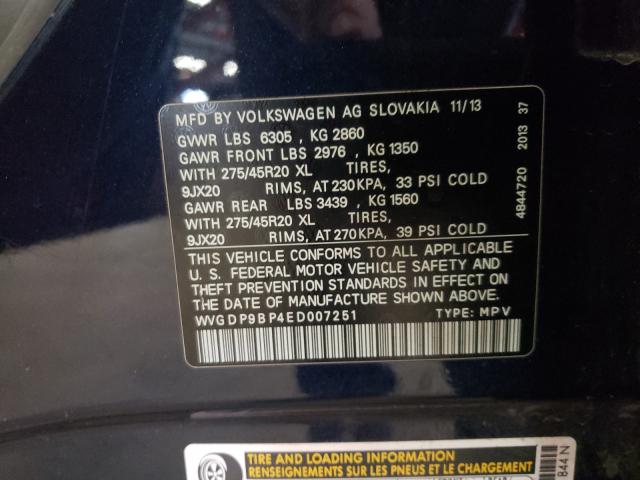 MFD BY VOLKSWAGEN AG SLOVAKIA 11/13
GVWR LBS 6305 , KG 2860
GAWR FRONT LBS 2976 , KG 1350
WITH 275/45R20 XL TIRES,
9JX20 RIMS, AT 230KPA, 33 PSI COLD
GAWR REAR LBS 3439 , KG 1560
WITH 275/45R20 XL TIRES,
9JX20 RIMS, AT 270KPA, 39 PSI COLD
THIS VEHICLE CONFORMS TO ALL APPLICABLE
U. S. FEDERAL MOTOR VEHICLE SAFETY AND
THEFT PREVENTION STANDARDS IN EFFECT ON
THE DATE OF MANUFACTURE SHOWN ABOVE.
WVGDP9BP4ED007251 TYPE: MPV
4844720 2013 37
TIRE AND LOADING INFORMATION
RENSEIGNEMENTS SUR LES PNEUS ET LE CHARGEMENT
844 N